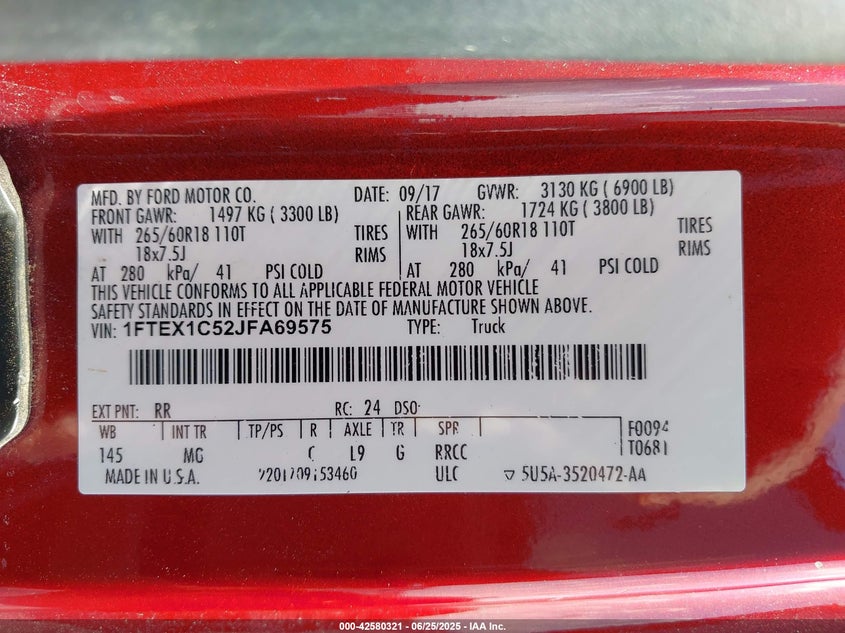 MFD. BY FORD MOTOR CO. DATE: 09/17 GVWR: 3130 KG ( 6900 LB)
FRONT GAWR: 1497 KG ( 3300 LB) REAR GAWR: 1724 KG ( 3800 LB)
WITH 265/60R18 110T TIRES WITH 265/60R18 110T TIRES
18x7.5J RIMS 18x7.5J RIMS
AT 280 kPa/ 41 PSI COLD AT 280 kPa/ 41 PSI COLD
THIS VEHICLE CONFORMS TO ALL APPLICABLE FEDERAL MOTOR VEHICLE
SAFETY STANDARDS IN EFFECT ON THE DATE OF MANUFACTURE SHOWN ABOVE.
VIN: 1FTEX1C52JFA69575 TYPE: Truck
EXT PNT: RR RC: 24 DSO:
WB INT TR TP/PS R AXLE TR SPR F0094
145 MG L9 G RRCC T0681
MADE IN U.S.A. ULC ▽ 5U5A-3520472-AA
000-42580321 | 06/25/2025 - IAA Inc.